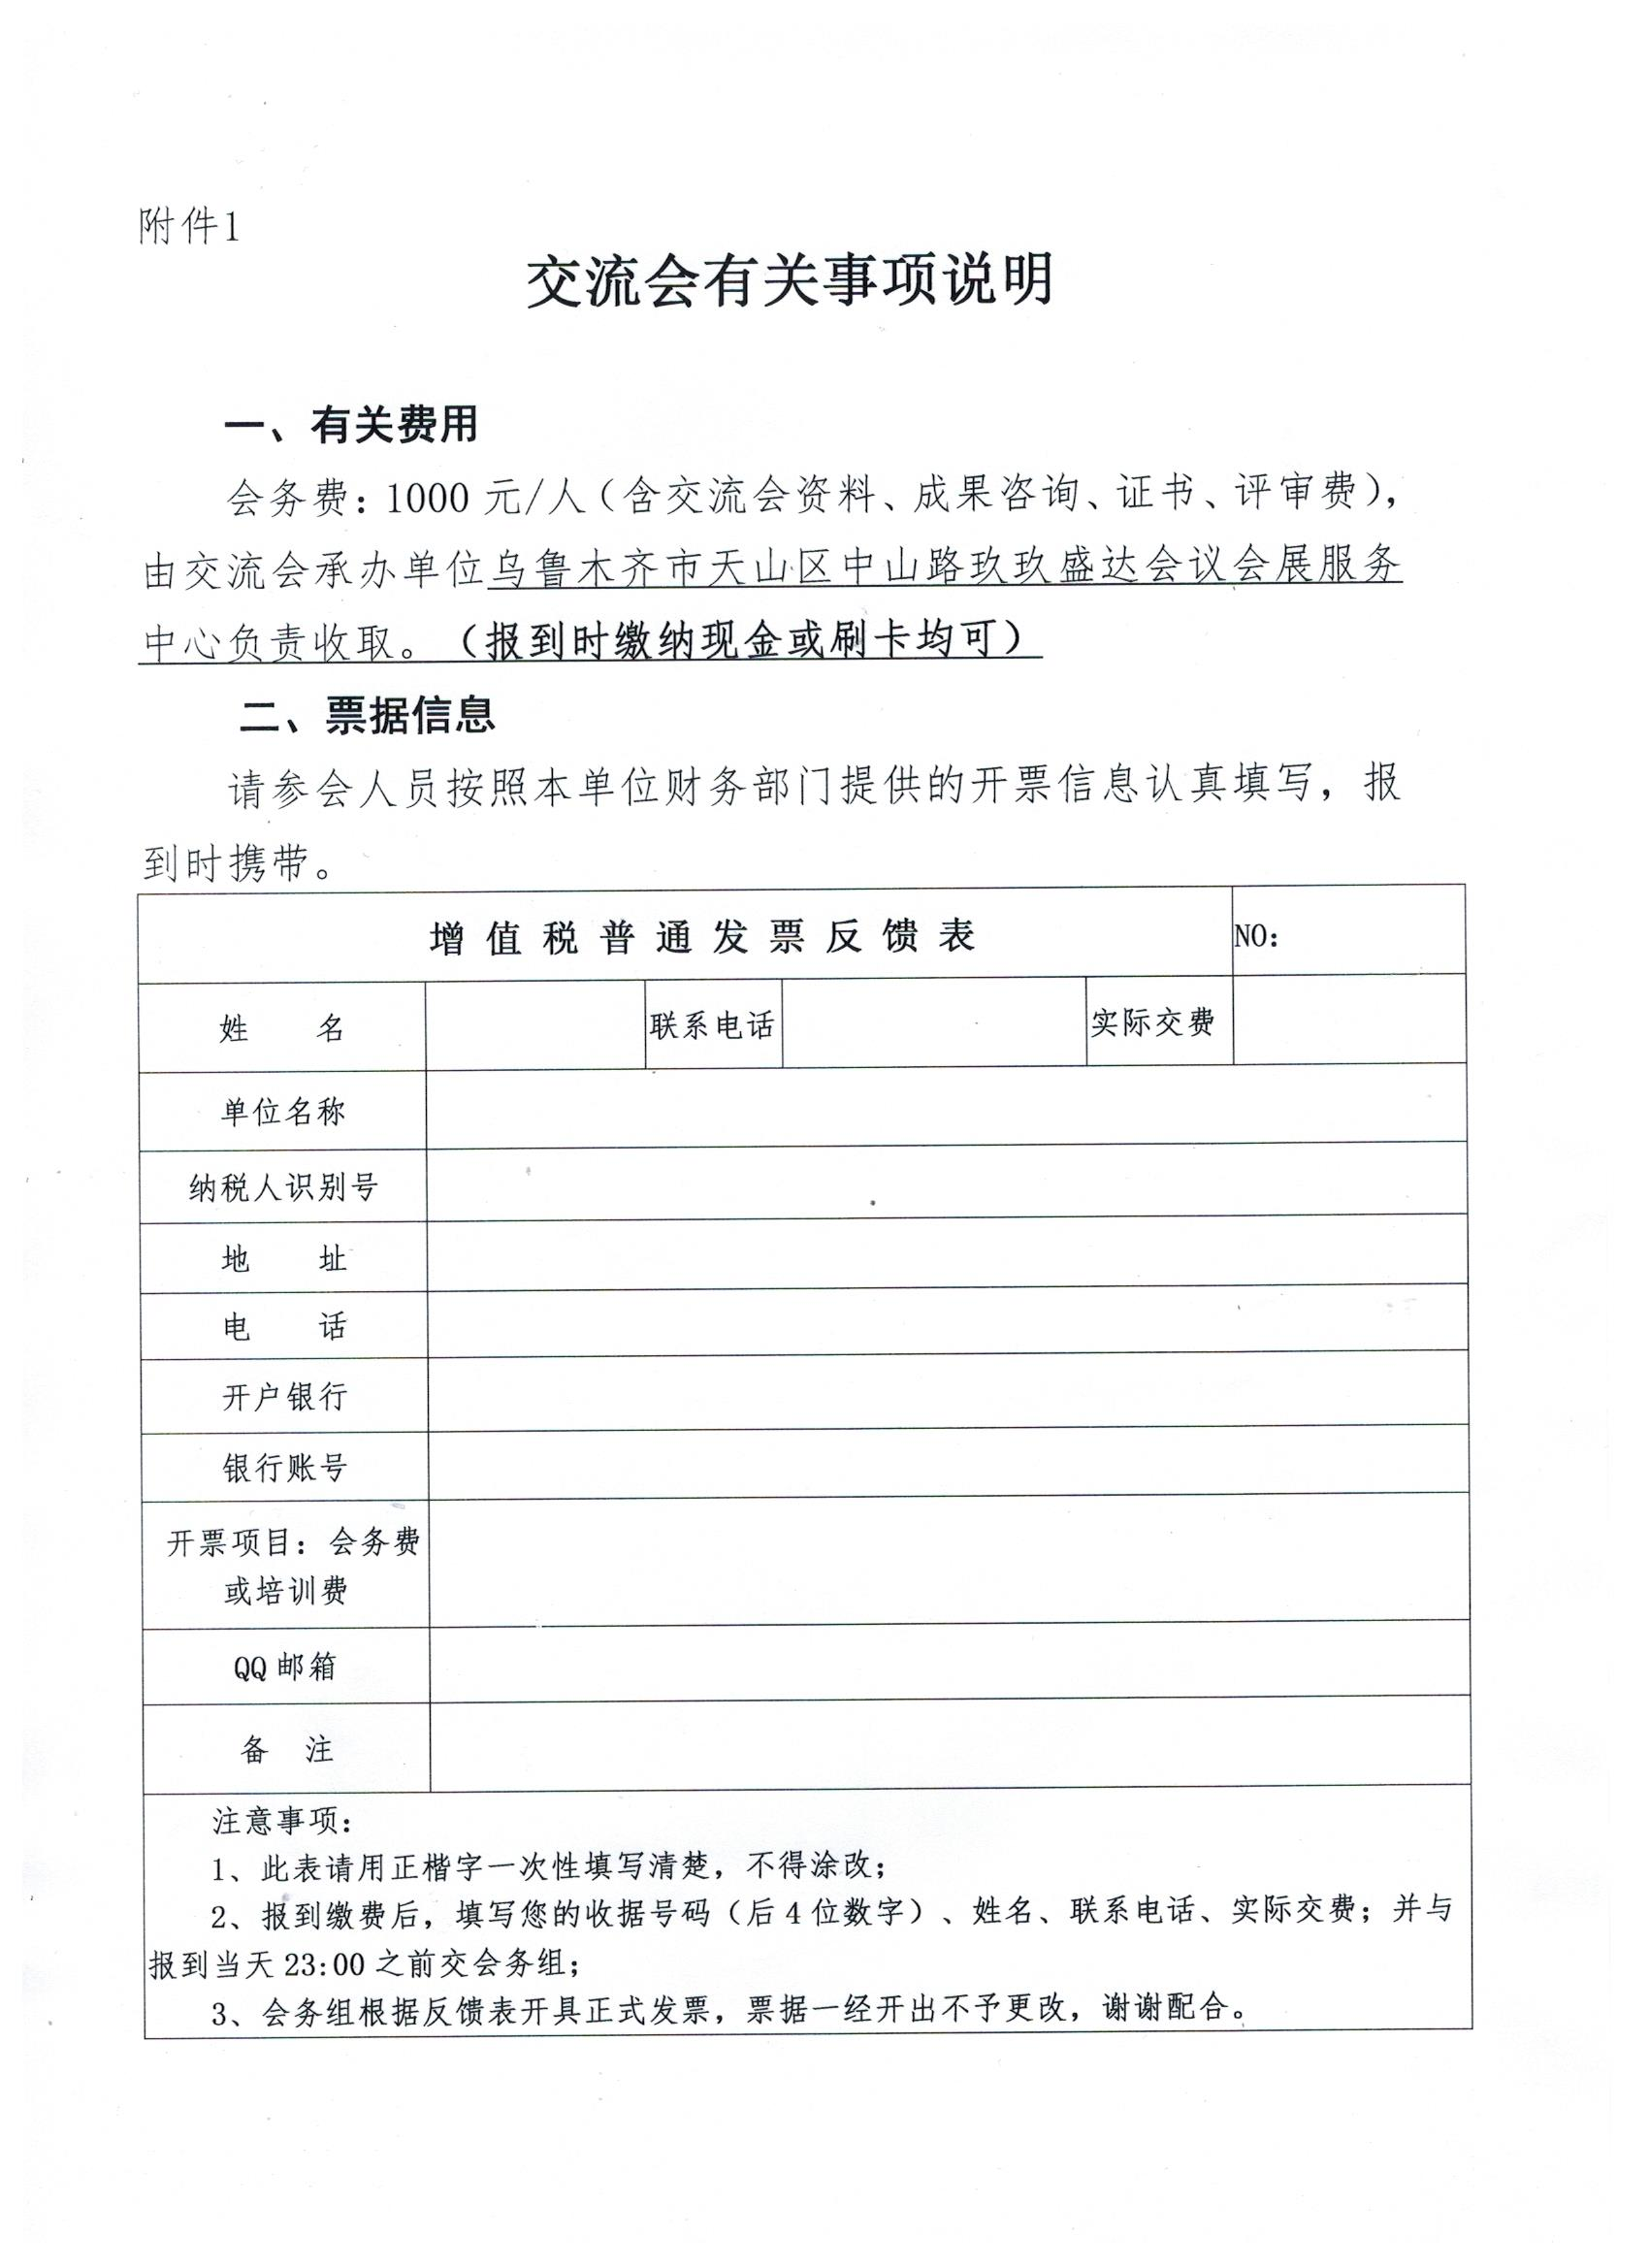 附件1
交流会有关事项说明
一、有关费用
会务费：1000 元/人（含交流会资料、成果咨询、证书、评审费），
由交流会承办单位乌鲁木齐市天山区中山路玖玖盛达会议会展服务
中心负责收取。（报到时缴纳现金或刷卡均可）
二、票据信息
请参会人员按照本单位财务部门提供的开票信息认真填写，报
到时携带。
增值税普通发票反馈表 NO：
姓 名 联系电话 实际交费
单位名称
纳税人识别号
地 址
电 话
开户银行
银行账号
开票项目：会务费
或培训费
QQ 邮箱
备 注
注意事项：
1、此表请用正楷字一次性填写清楚，不得涂改；
2、报到缴费后，填写您的收据号码（后 4 位数字）、姓名、联系电话、实际交费；并与
报到当天 23:00 之前交会务组；
3、会务组根据反馈表开具正式发票，票据一经开出不予更改，谢谢配合。